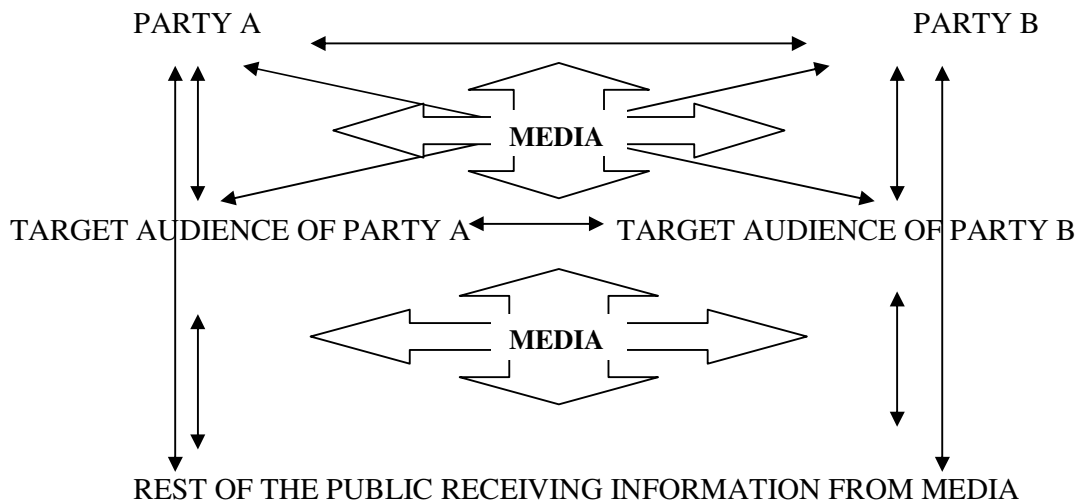 PARTY A PARTY B
MEDIA
TARGET AUDIENCE OF PARTY A TARGET AUDIENCE OF PARTY B
MEDIA
REST OF THE PUBLIC RECEIVING INFORMATION FROM MEDIA